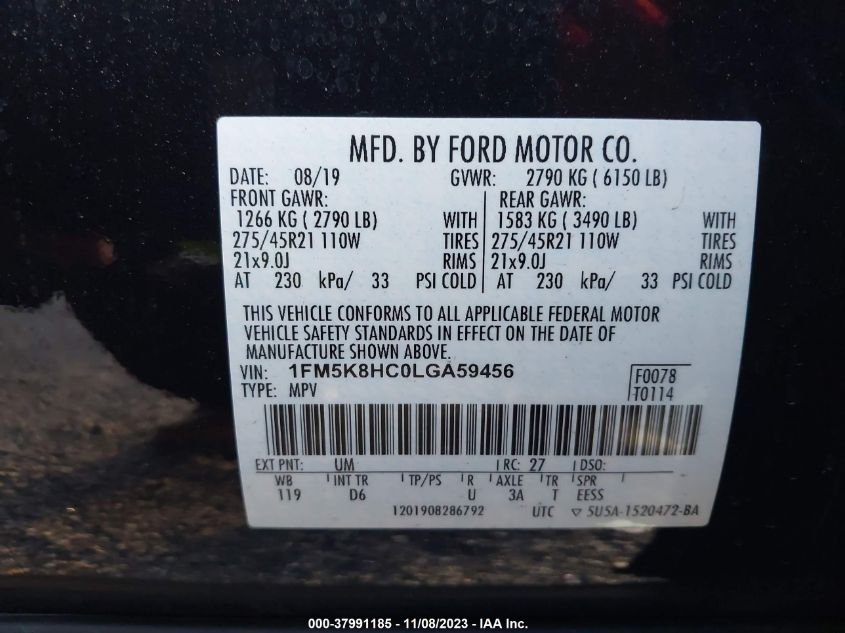 MFD. BY FORD MOTOR CO.
DATE: 08/19 GVWR: 2790 KG ( 6150 LB)
FRONT GAWR: REAR GAWR:
1266 KG ( 2790 LB) WITH 1583 KG ( 3490 LB) WITH
275/45R21 110W TIRES 275/45R21 110W TIRES
21x9.0J RIMS 21x9.0J RIMS
AT 230 kPa/ 33 PSI COLD AT 230 kPa/ 33 PSI COLD
THIS VEHICLE CONFORMS TO ALL APPLICABLE FEDERAL MOTOR
VEHICLE SAFETY STANDARDS IN EFFECT ON THE DATE OF
MANUFACTURE SHOWN ABOVE.
VIN: 1FM5K8HC0LGA59456 F0078
TYPE: MPV T0114
EXT PNT: UM RC: 27 DSO:
WB INT TR TP/PS R AXLE TR SPR
119 D6 U 3A T EESS
1201908286792 UTC ▽ 5U5A-1520472-BA
000-37991185 - 11/08/2023 - IAA Inc.